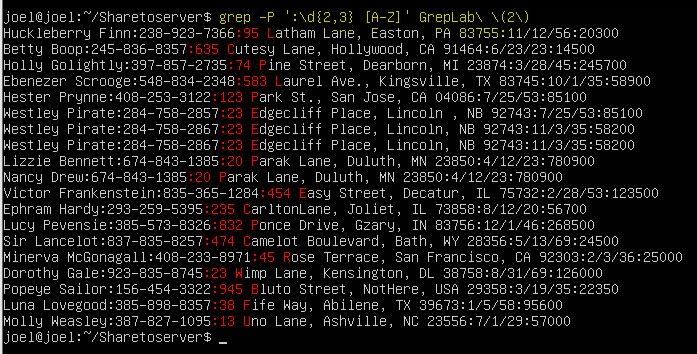 joel@joel:~/Sharetoserver$ grep -P ':\d{2,3} [A-Z]' GrepLab\ \(2\)
Huckleberry Finn:238-923-7366:95 Latham Lane, Easton, PA 83755:11/12/56:20300
Betty Boop:245-836-8357:635 Cutesy Lane, Hollywood, CA 91464:6/23/23:14500
Holly Golightly:397-857-2735:74 Pine Street, Dearborn, MI 23874:3/28/45:245700
Ebenezer Scrooge:548-834-2348:583 Laurel Ave., Kingsville, TX 83745:10/1/35:58900
Hester Prynne:408-253-3122:123 Park St., San Jose, CA 04086:7/25/53:85100
Westley Pirate:284-758-2857:23 Edgecliff Place, Lincoln , NB 92743:7/25/53:85100
Westley Pirate:284-758-2867:23 Edgecliff Place, Lincoln, NB 92743:11/3/35:58200
Westley Pirate:284-758-2867:23 Edgecliff Place, Lincoln, NB 92743:11/3/35:58200
Lizzie Bennett:674-843-1385:20 Parak Lane, Duluth, MN 23850:4/12/23:780900
Nancy Drew:674-843-1385:20 Parak Lane, Duluth, MN 23850:4/12/23:780900
Victor Frankenstein:835-365-1284:454 Easy Street, Decatur, IL 75732:2/28/53:123500
Ephram Hardy:293-259-5395:235 CarltonLane, Joliet, IL 73858:8/12/20:56700
Lucy Pevensie:385-573-8326:832 Ponce Drive, Gzary, IN 83756:12/1/46:268500
Sir Lancelot:837-835-8257:474 Camelot Boulevard, Bath, WY 28356:5/13/69:24500
Minerva McGonagall:408-233-8971:45 Rose Terrace, San Francisco, CA 92303:2/3/36:25000
Dorothy Gale:923-835-8745:23 Wimp Lane, Kensington, DL 38758:8/31/69:126000
Popeye Sailor:156-454-3322:945 Bluto Street, NotHere, USA 29358:3/19/35:22350
Luna Lovegood:385-898-8357:38 Fife Way, Abilene, TX 39673:1/5/58:95600
Molly Weasley:387-827-1095:13 Uno Lane, Ashville, NC 23556:7/1/29:57000
joel@joel:~/Sharetoserver$ _